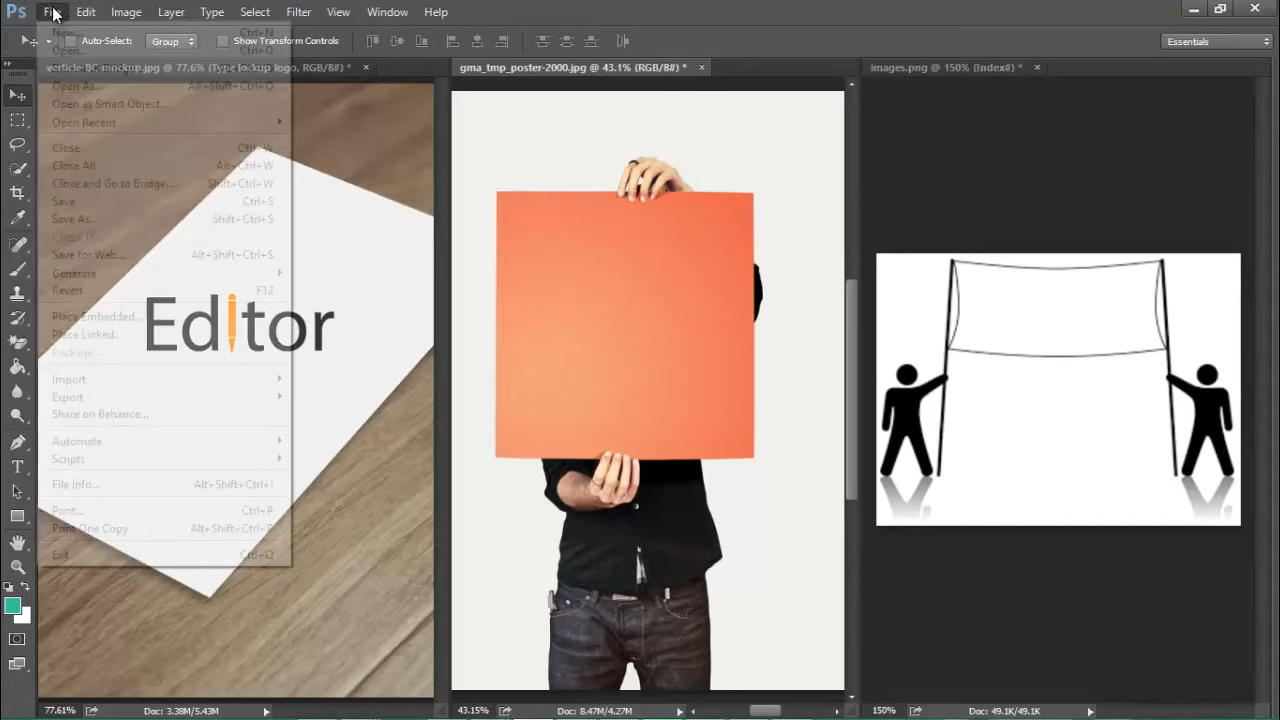 Ps File Edit Image Layer Type Select Filter View Window Help
Auto-Select: Group Show Transform Controls Essentials
verticle-BC-mockup.jpg @ 77.6% (Type lockup logo, RGB/8#) * ×
gma_tmp_poster-2000.jpg @ 43.1% (RGB/8#) * ×
images.png @ 150% (Index#) * ×
New... Ctrl+N
Open... Ctrl+O
Open As... Alt+Shift+Ctrl+O
Open as Smart Object...
Open Recent
Close Ctrl+W
Close All Alt+Ctrl+W
Close and Go to Bridge... Shift+Ctrl+W
Save Ctrl+S
Save As... Shift+Ctrl+S
Check In...
Save for Web... Alt+Shift+Ctrl+S
Generate
Revert F12
Place Embedded...
Place Linked...
Package...
Import
Export
Share on Behance...
Automate
Scripts
File Info... Alt+Shift+Ctrl+I
Print... Ctrl+P
Print One Copy Alt+Shift+Ctrl+P
Exit Ctrl+Q
Editor
77.61% Doc: 3.38M/5.43M
43.15% Doc: 8.47M/4.27M
150% Doc: 49.1K/49.1K